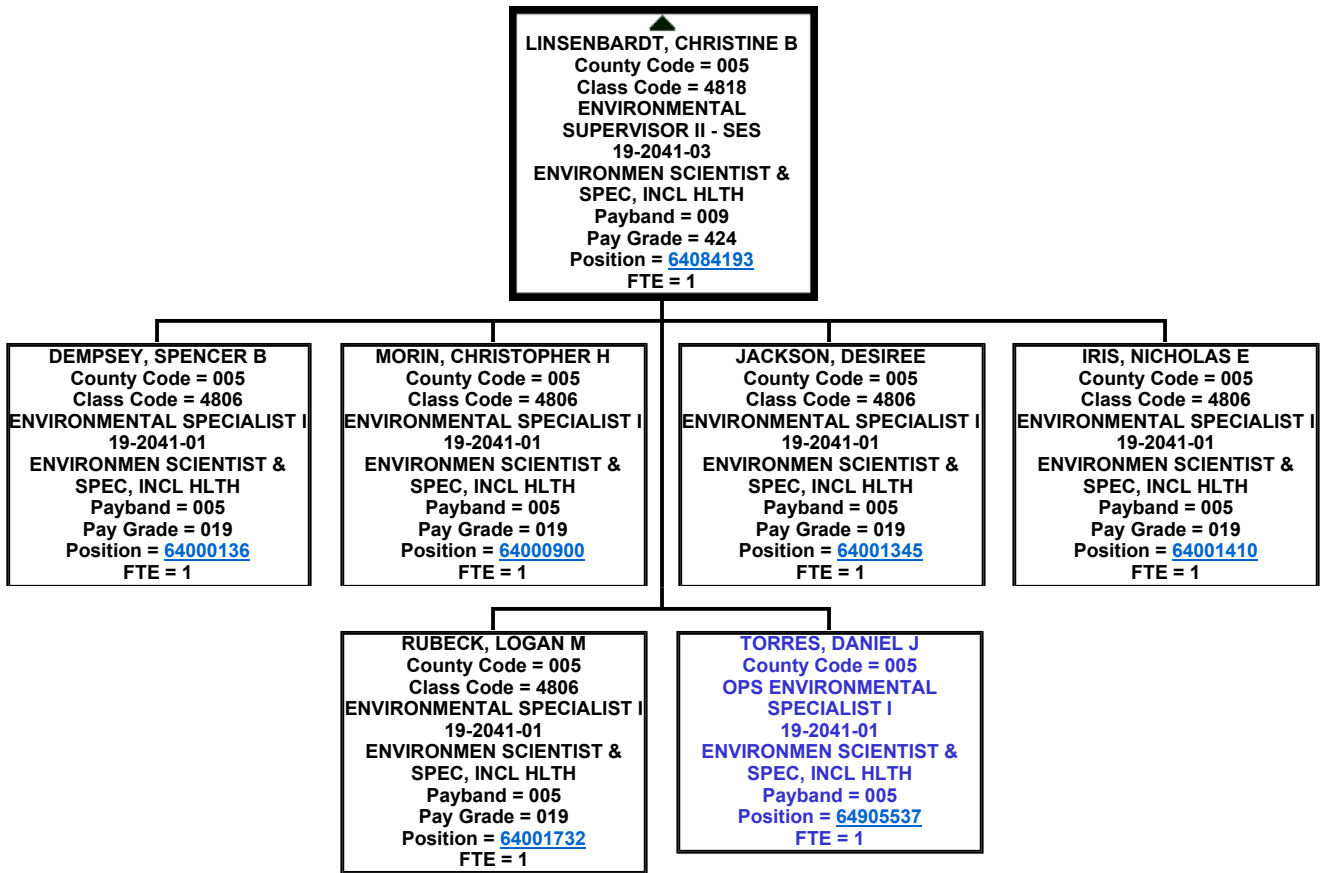 LINSENBARDT, CHRISTINE B
County Code = 005
Class Code = 4818
ENVIRONMENTAL
SUPERVISOR II - SES
19-2041-03
ENVIRONMEN SCIENTIST &
SPEC, INCL HLTH
Payband = 009
Pay Grade = 424
Position = 64084193
FTE = 1
DEMPSEY, SPENCER B
County Code = 005
Class Code = 4806
ENVIRONMENTAL SPECIALIST I
19-2041-01
ENVIRONMEN SCIENTIST &
SPEC, INCL HLTH
Payband = 005
Pay Grade = 019
Position = 64000136
FTE = 1
MORIN, CHRISTOPHER H
County Code = 005
Class Code = 4806
ENVIRONMENTAL SPECIALIST I
19-2041-01
ENVIRONMEN SCIENTIST &
SPEC, INCL HLTH
Payband = 005
Pay Grade = 019
Position = 64000900
FTE = 1
JACKSON, DESIREE
County Code = 005
Class Code = 4806
ENVIRONMENTAL SPECIALIST I
19-2041-01
ENVIRONMEN SCIENTIST &
SPEC, INCL HLTH
Payband = 005
Pay Grade = 019
Position = 64001345
FTE = 1
IRIS, NICHOLAS E
County Code = 005
Class Code = 4806
ENVIRONMENTAL SPECIALIST I
19-2041-01
ENVIRONMEN SCIENTIST &
SPEC, INCL HLTH
Payband = 005
Pay Grade = 019
Position = 64001410
FTE = 1
RUBECK, LOGAN M
County Code = 005
Class Code = 4806
ENVIRONMENTAL SPECIALIST I
19-2041-01
ENVIRONMEN SCIENTIST &
SPEC, INCL HLTH
Payband = 005
Pay Grade = 019
Position = 64001732
FTE = 1
TORRES, DANIEL J
County Code = 005
OPS ENVIRONMENTAL
SPECIALIST I
19-2041-01
ENVIRONMEN SCIENTIST &
SPEC, INCL HLTH
Payband = 005
Position = 64905537
FTE = 1